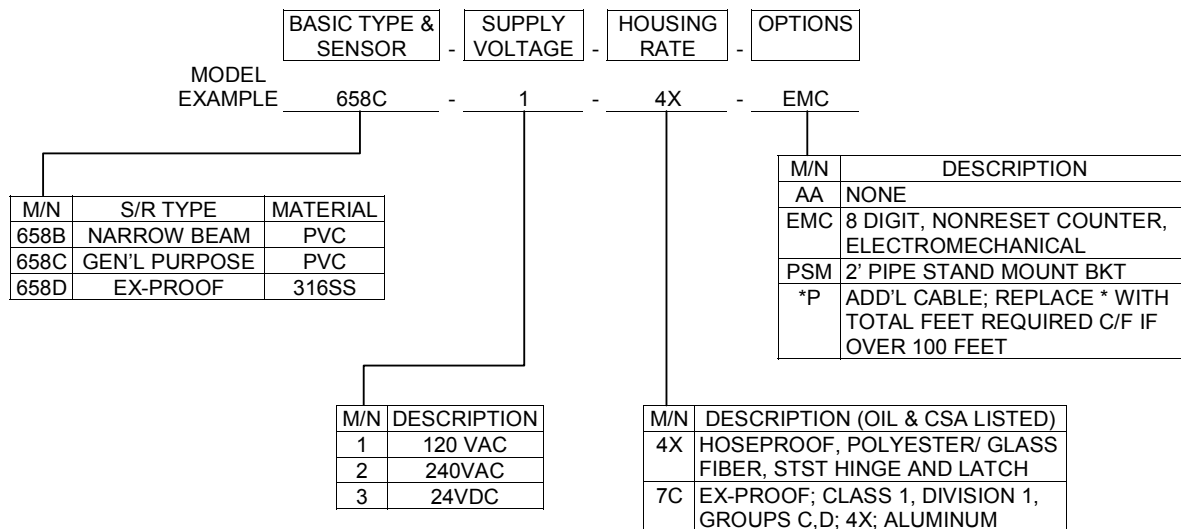 BASIC TYPE & SENSOR - SUPPLY VOLTAGE - HOUSING RATE - OPTIONS
MODEL EXAMPLE 658C - 1 - 4X - EMC
M/N S/R TYPE MATERIAL
658B NARROW BEAM PVC
658C GEN'L PURPOSE PVC
658D EX-PROOF 316SS
M/N DESCRIPTION
AA NONE
EMC 8 DIGIT, NONRESET COUNTER,
ELECTROMECHANICAL
PSM 2' PIPE STAND MOUNT BKT
*P ADD'L CABLE; REPLACE * WITH
TOTAL FEET REQUIRED C/F IF
OVER 100 FEET
M/N DESCRIPTION
1 120 VAC
2 240VAC
3 24VDC
M/N DESCRIPTION (OIL & CSA LISTED)
4X HOSEPROOF, POLYESTER/ GLASS
FIBER, STST HINGE AND LATCH
7C EX-PROOF; CLASS 1, DIVISION 1,
GROUPS C,D; 4X; ALUMINUM